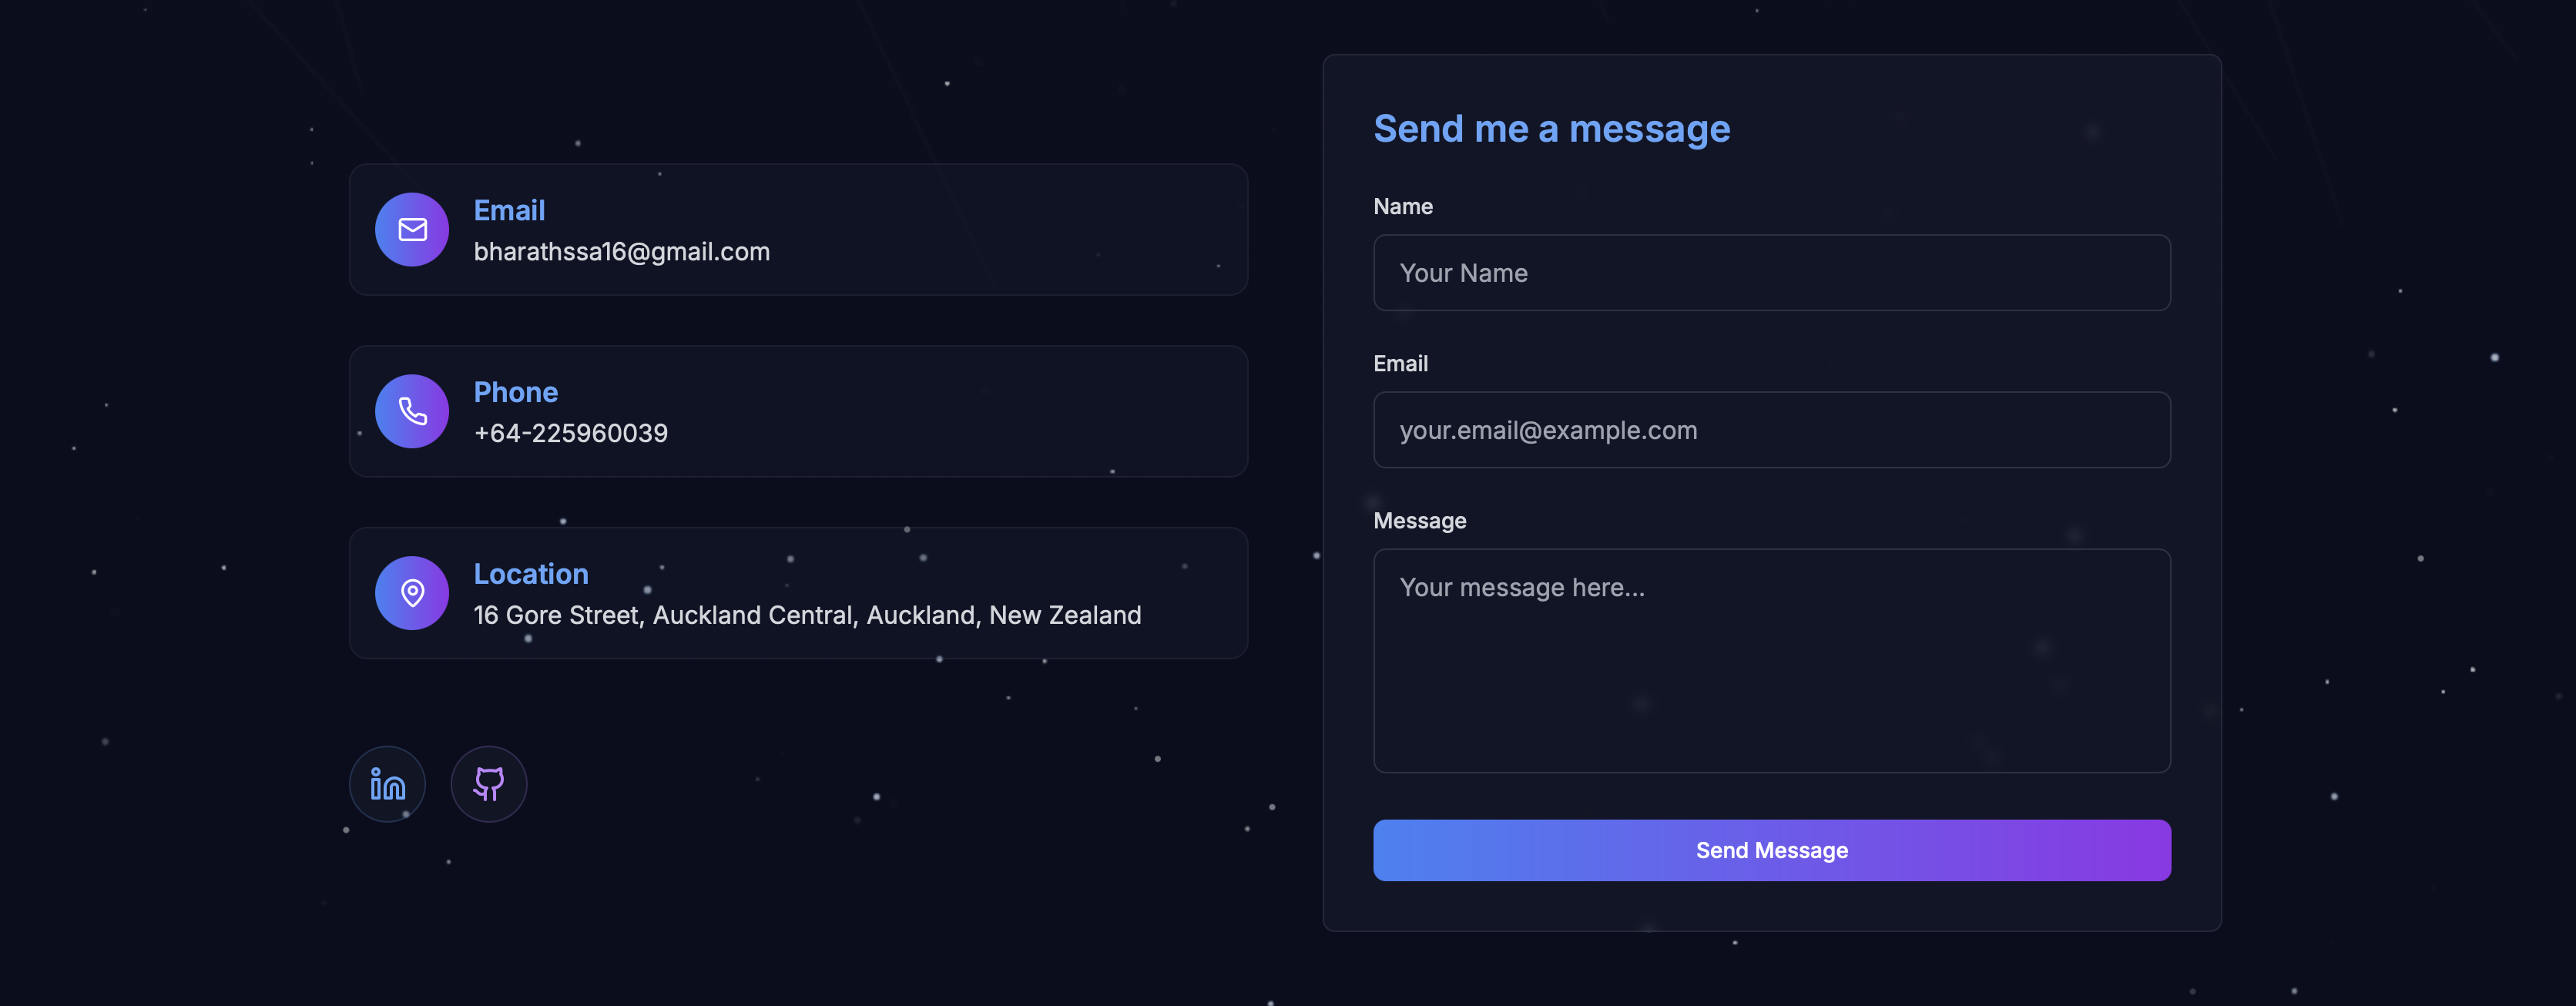 Email
bharathssa16@gmail.com
Phone
+64-225960039
Location
16 Gore Street, Auckland Central, Auckland, New Zealand
in
Send me a message
Name
Your Name
Email
your.email@example.com
Message
Your message here...
Send Message